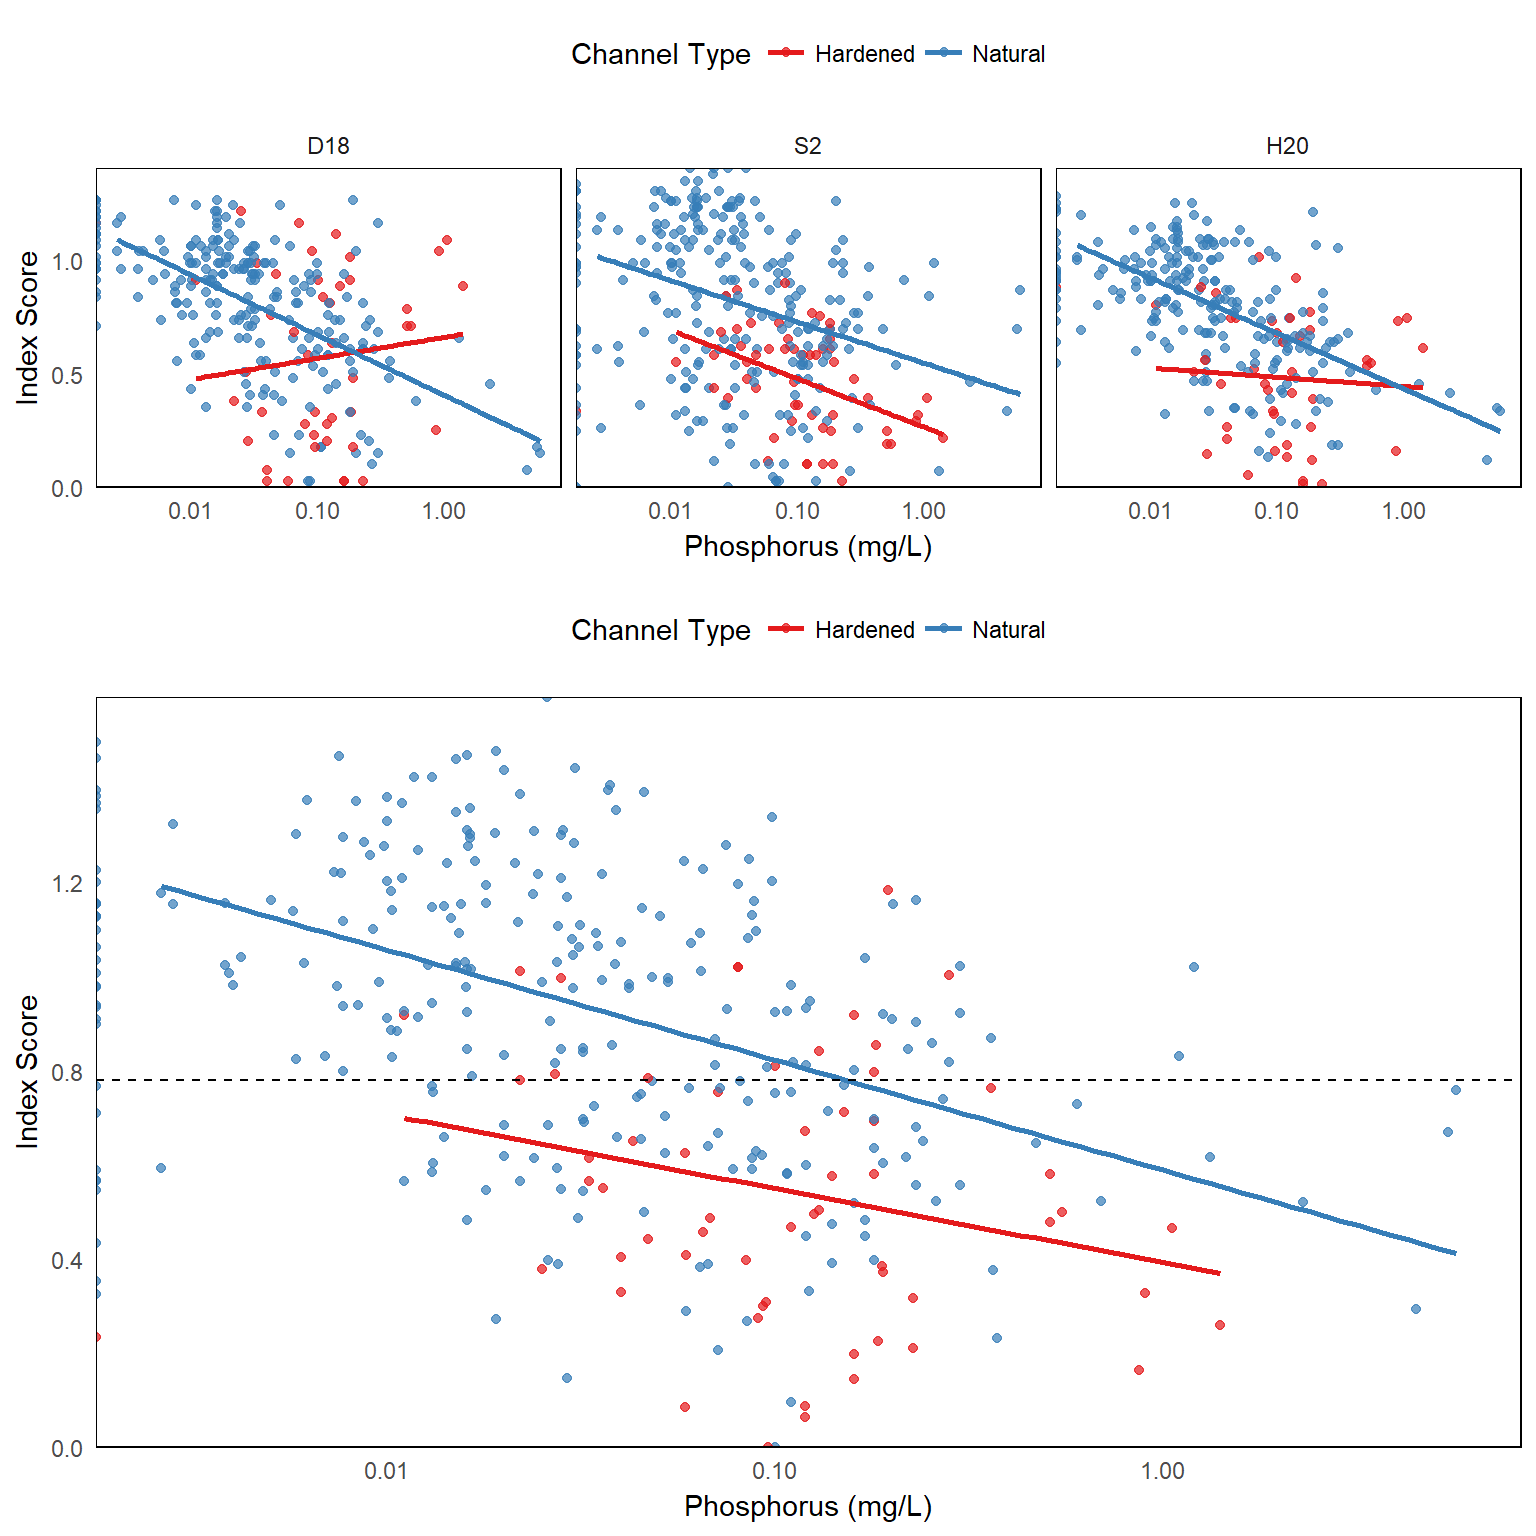 Channel Type Hardened Natural
D18 S2 H20
1.0
0.5
0.0
Index Score
0.01 0.10 1.00 0.01 0.10 1.00 0.01 0.10 1.00
Phosphorus (mg/L)
Channel Type Hardened Natural
1.2
0.8
0.4
0.0
Index Score
0.01 0.10 1.00
Phosphorus (mg/L)